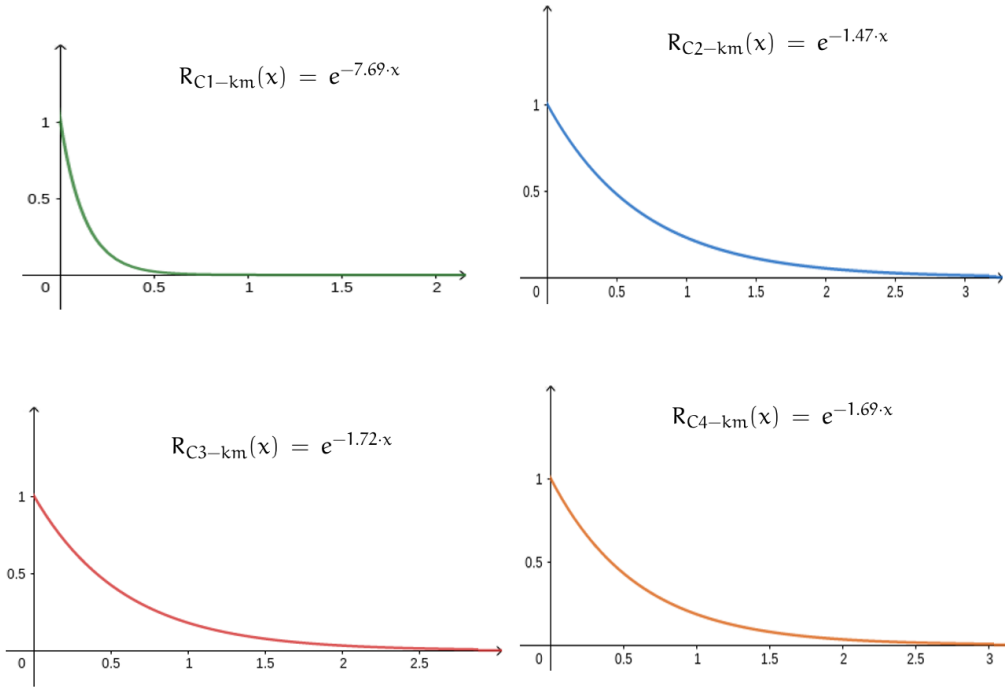 R_{C1−km}(x) = e^{−7.69·x}
1
0.5
0 0.5 1 1.5 2
R_{C2−km}(x) = e^{−1.47·x}
1
0.5
0 0.5 1 1.5 2 2.5 3
R_{C3−km}(x) = e^{−1.72·x}
1
0.5
0 0.5 1 1.5 2 2.5
R_{C4−km}(x) = e^{−1.69·x}
1
0.5
0 0.5 1 1.5 2 2.5 3